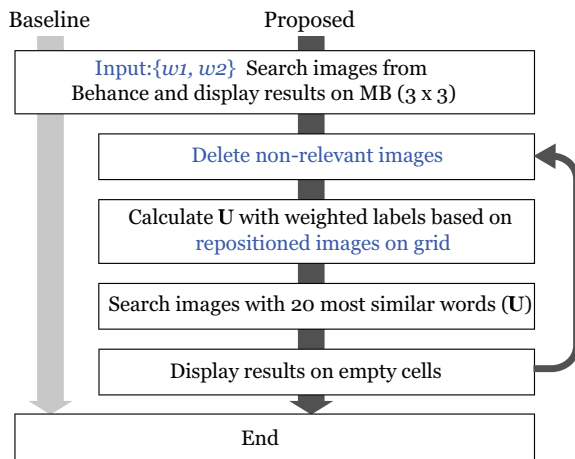 Baseline Proposed
Input:{w1, w2} Search images from
Behance and display results on MB (3 x 3)
Delete non-relevant images
Calculate U with weighted labels based on
repositioned images on grid
Search images with 20 most similar words (U)
Display results on empty cells
End